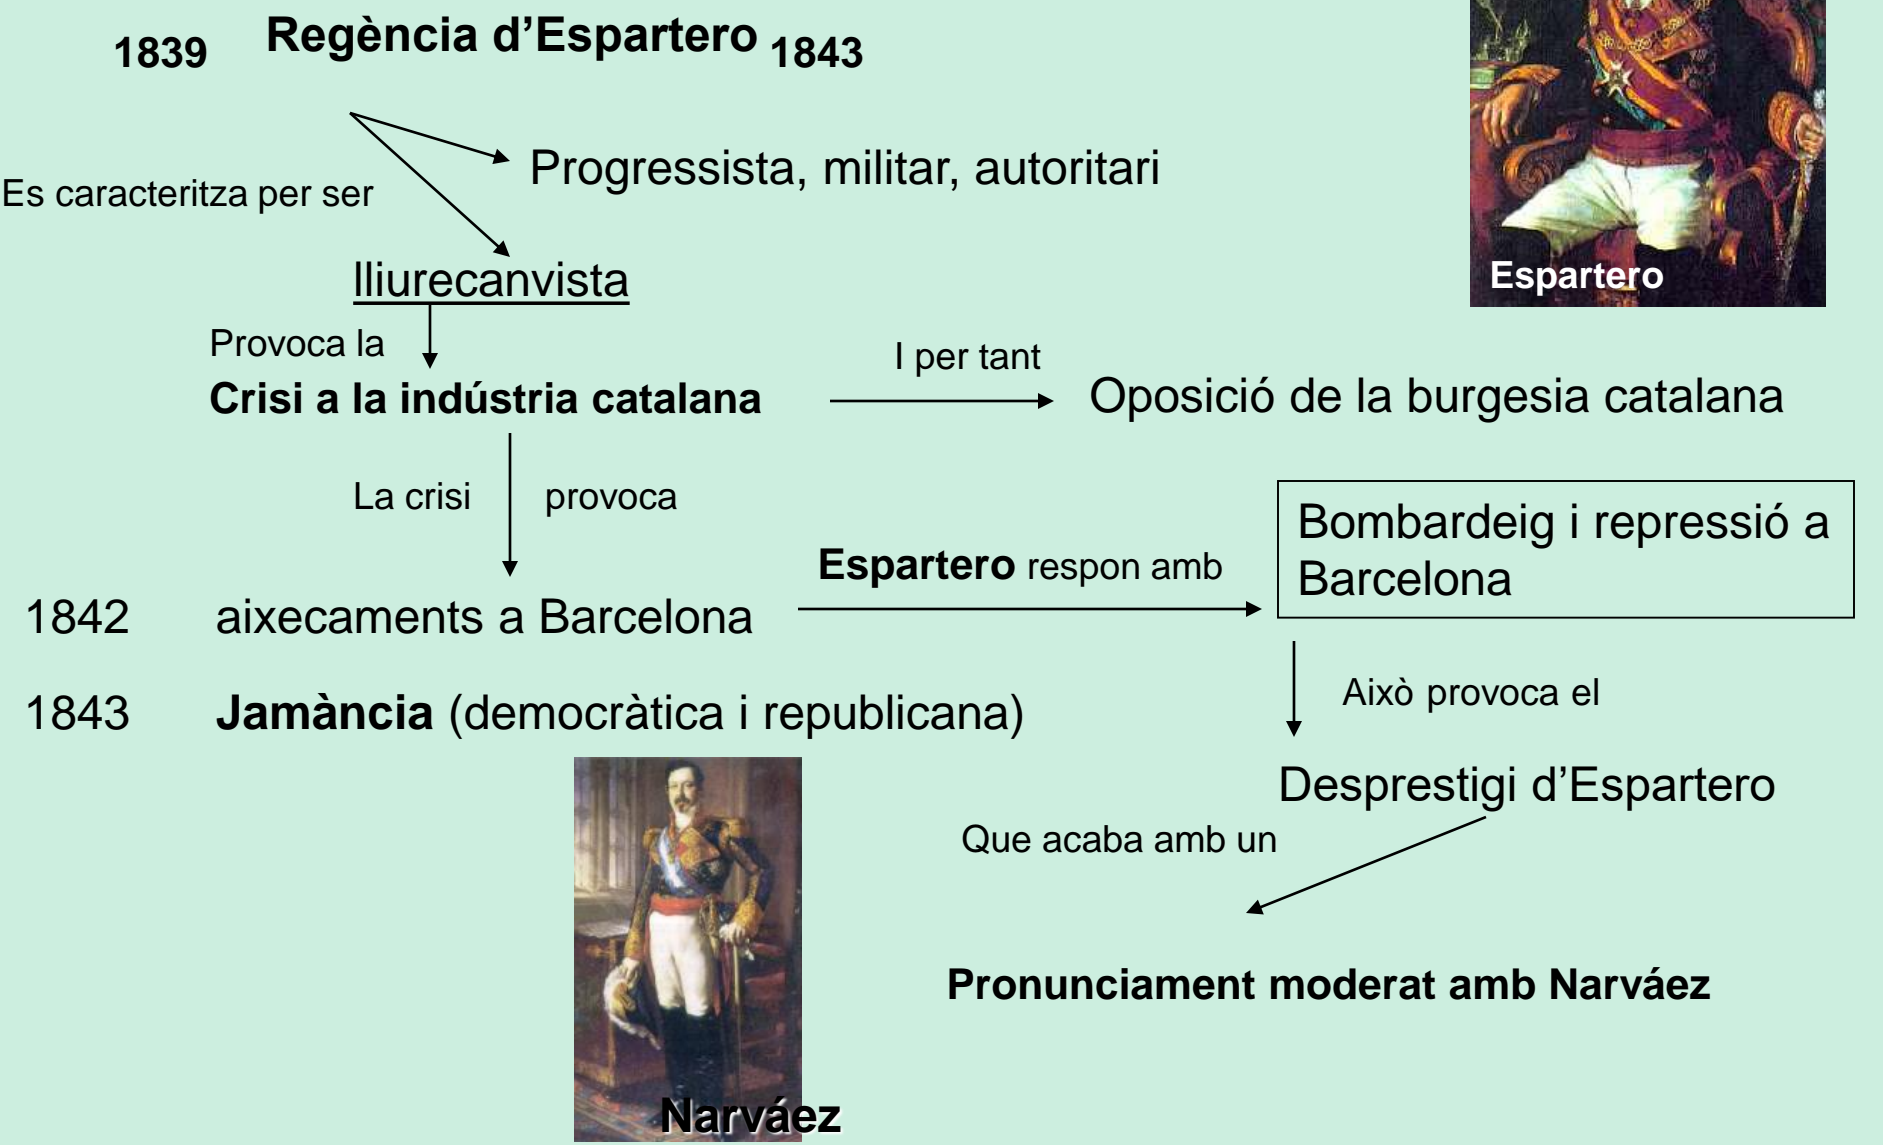 1839 Regència d’Espartero 1843
Progressista, militar, autoritari
Es caracteritza per ser
Espartero
lliurecanvista
Provoca la
I per tant
Crisi a la indústria catalana
Oposició de la burgesia catalana
La crisi provoca
Bombardeig i repressió a
Barcelona
Espartero respon amb
1842 aixecaments a Barcelona
Això provoca el
1843 Jamància (democràtica i republicana)
Desprestigi d’Espartero
Que acaba amb un
Pronunciament moderat amb Narváez
Narváez